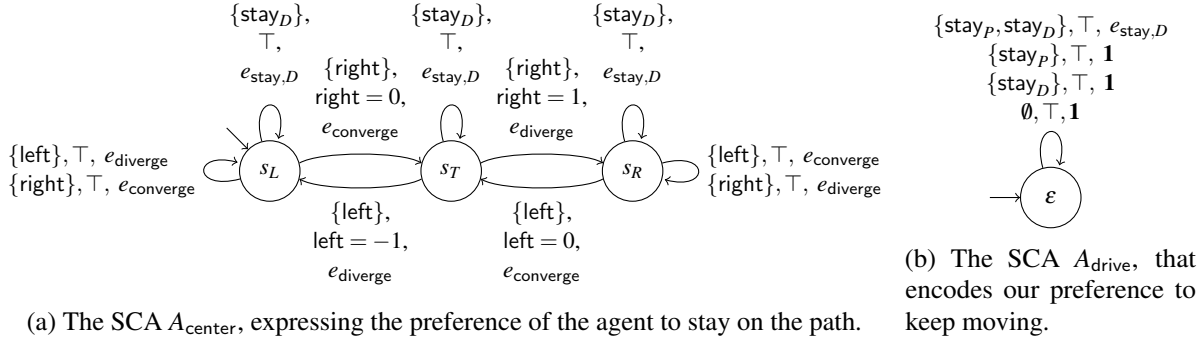 {stay_D},
⊤,
e_stay,D
{stay_D},
⊤,
e_stay,D
{stay_D},
⊤,
e_stay,D
{right},
right = 0,
e_converge
{right},
right = 1,
e_diverge
{left}, ⊤, e_diverge
{right}, ⊤, e_converge
s_L
s_T
s_R
{left}, ⊤, e_converge
{right}, ⊤, e_diverge
{left},
left = −1,
e_diverge
{left},
left = 0,
e_converge
(a) The SCA A_center, expressing the preference of the agent to stay on the path.
{stay_P, stay_D}, ⊤, e_stay,D
{stay_P}, ⊤, 1
{stay_D}, ⊤, 1
∅, ⊤, 1
ε
(b) The SCA A_drive, that
encodes our preference to
keep moving.